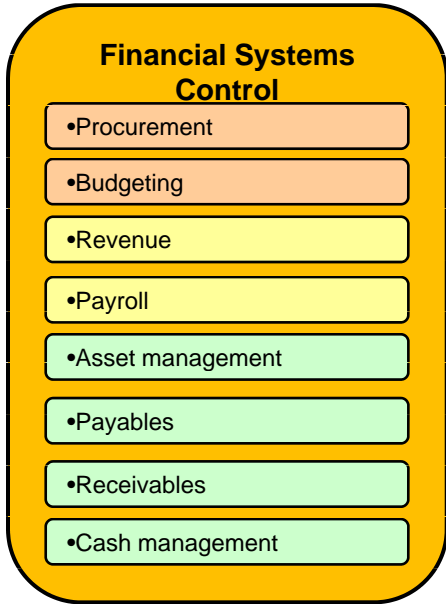 Financial Systems
Control
•Procurement
•Budgeting
•Revenue
•Payroll
•Asset management
•Payables
•Receivables
•Cash management